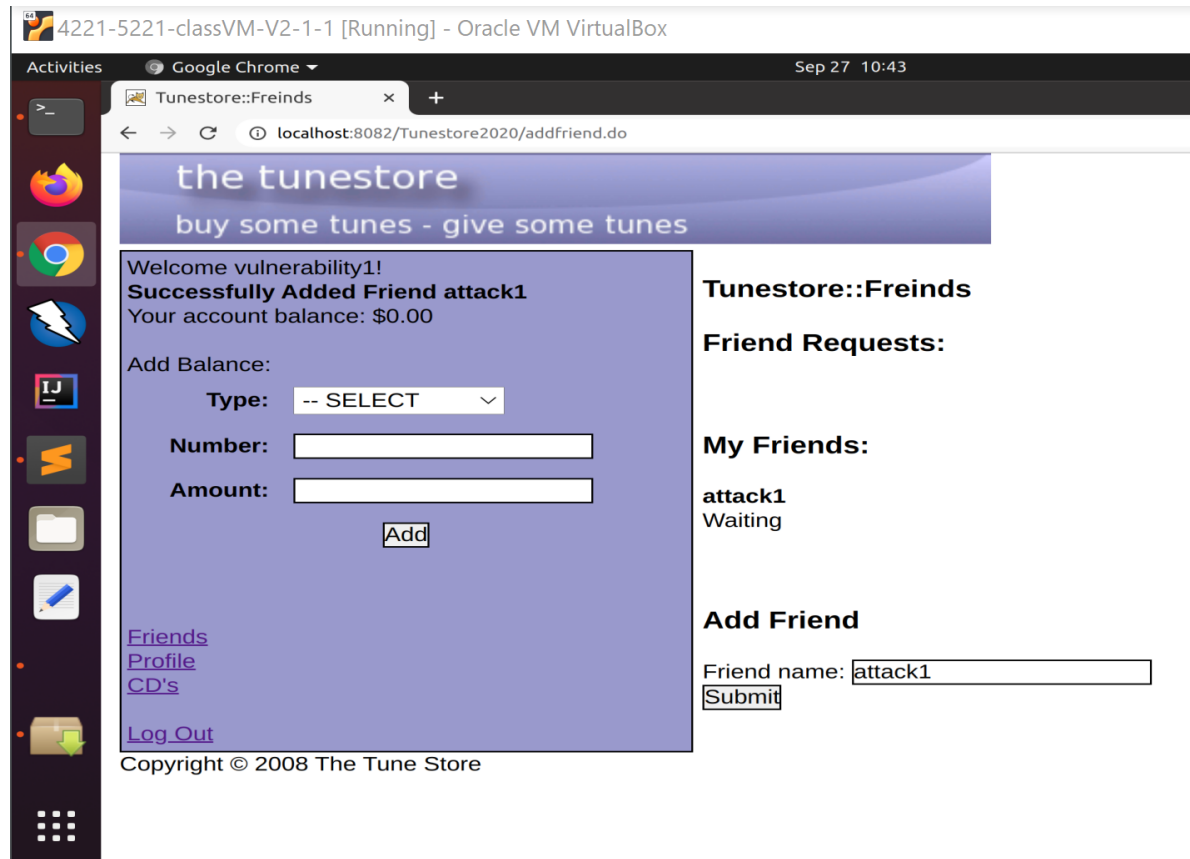 4221-5221-classVM-V2-1-1 [Running] - Oracle VM VirtualBox
Activities Google Chrome Sep 27 10:43
Tunestore::Freinds × +
localhost:8082/Tunestore2020/addfriend.do
the tunestore
buy some tunes - give some tunes
Welcome vulnerability1!
Successfully Added Friend attack1
Your account balance: $0.00
Add Balance:
Type: -- SELECT
Number:
Amount:
Add
Friends
Profile
CD's
Log Out
Tunestore::Freinds
Friend Requests:
My Friends:
attack1
Waiting
Add Friend
Friend name: attack1
Submit
Copyright © 2008 The Tune Store
64
>_
IJ